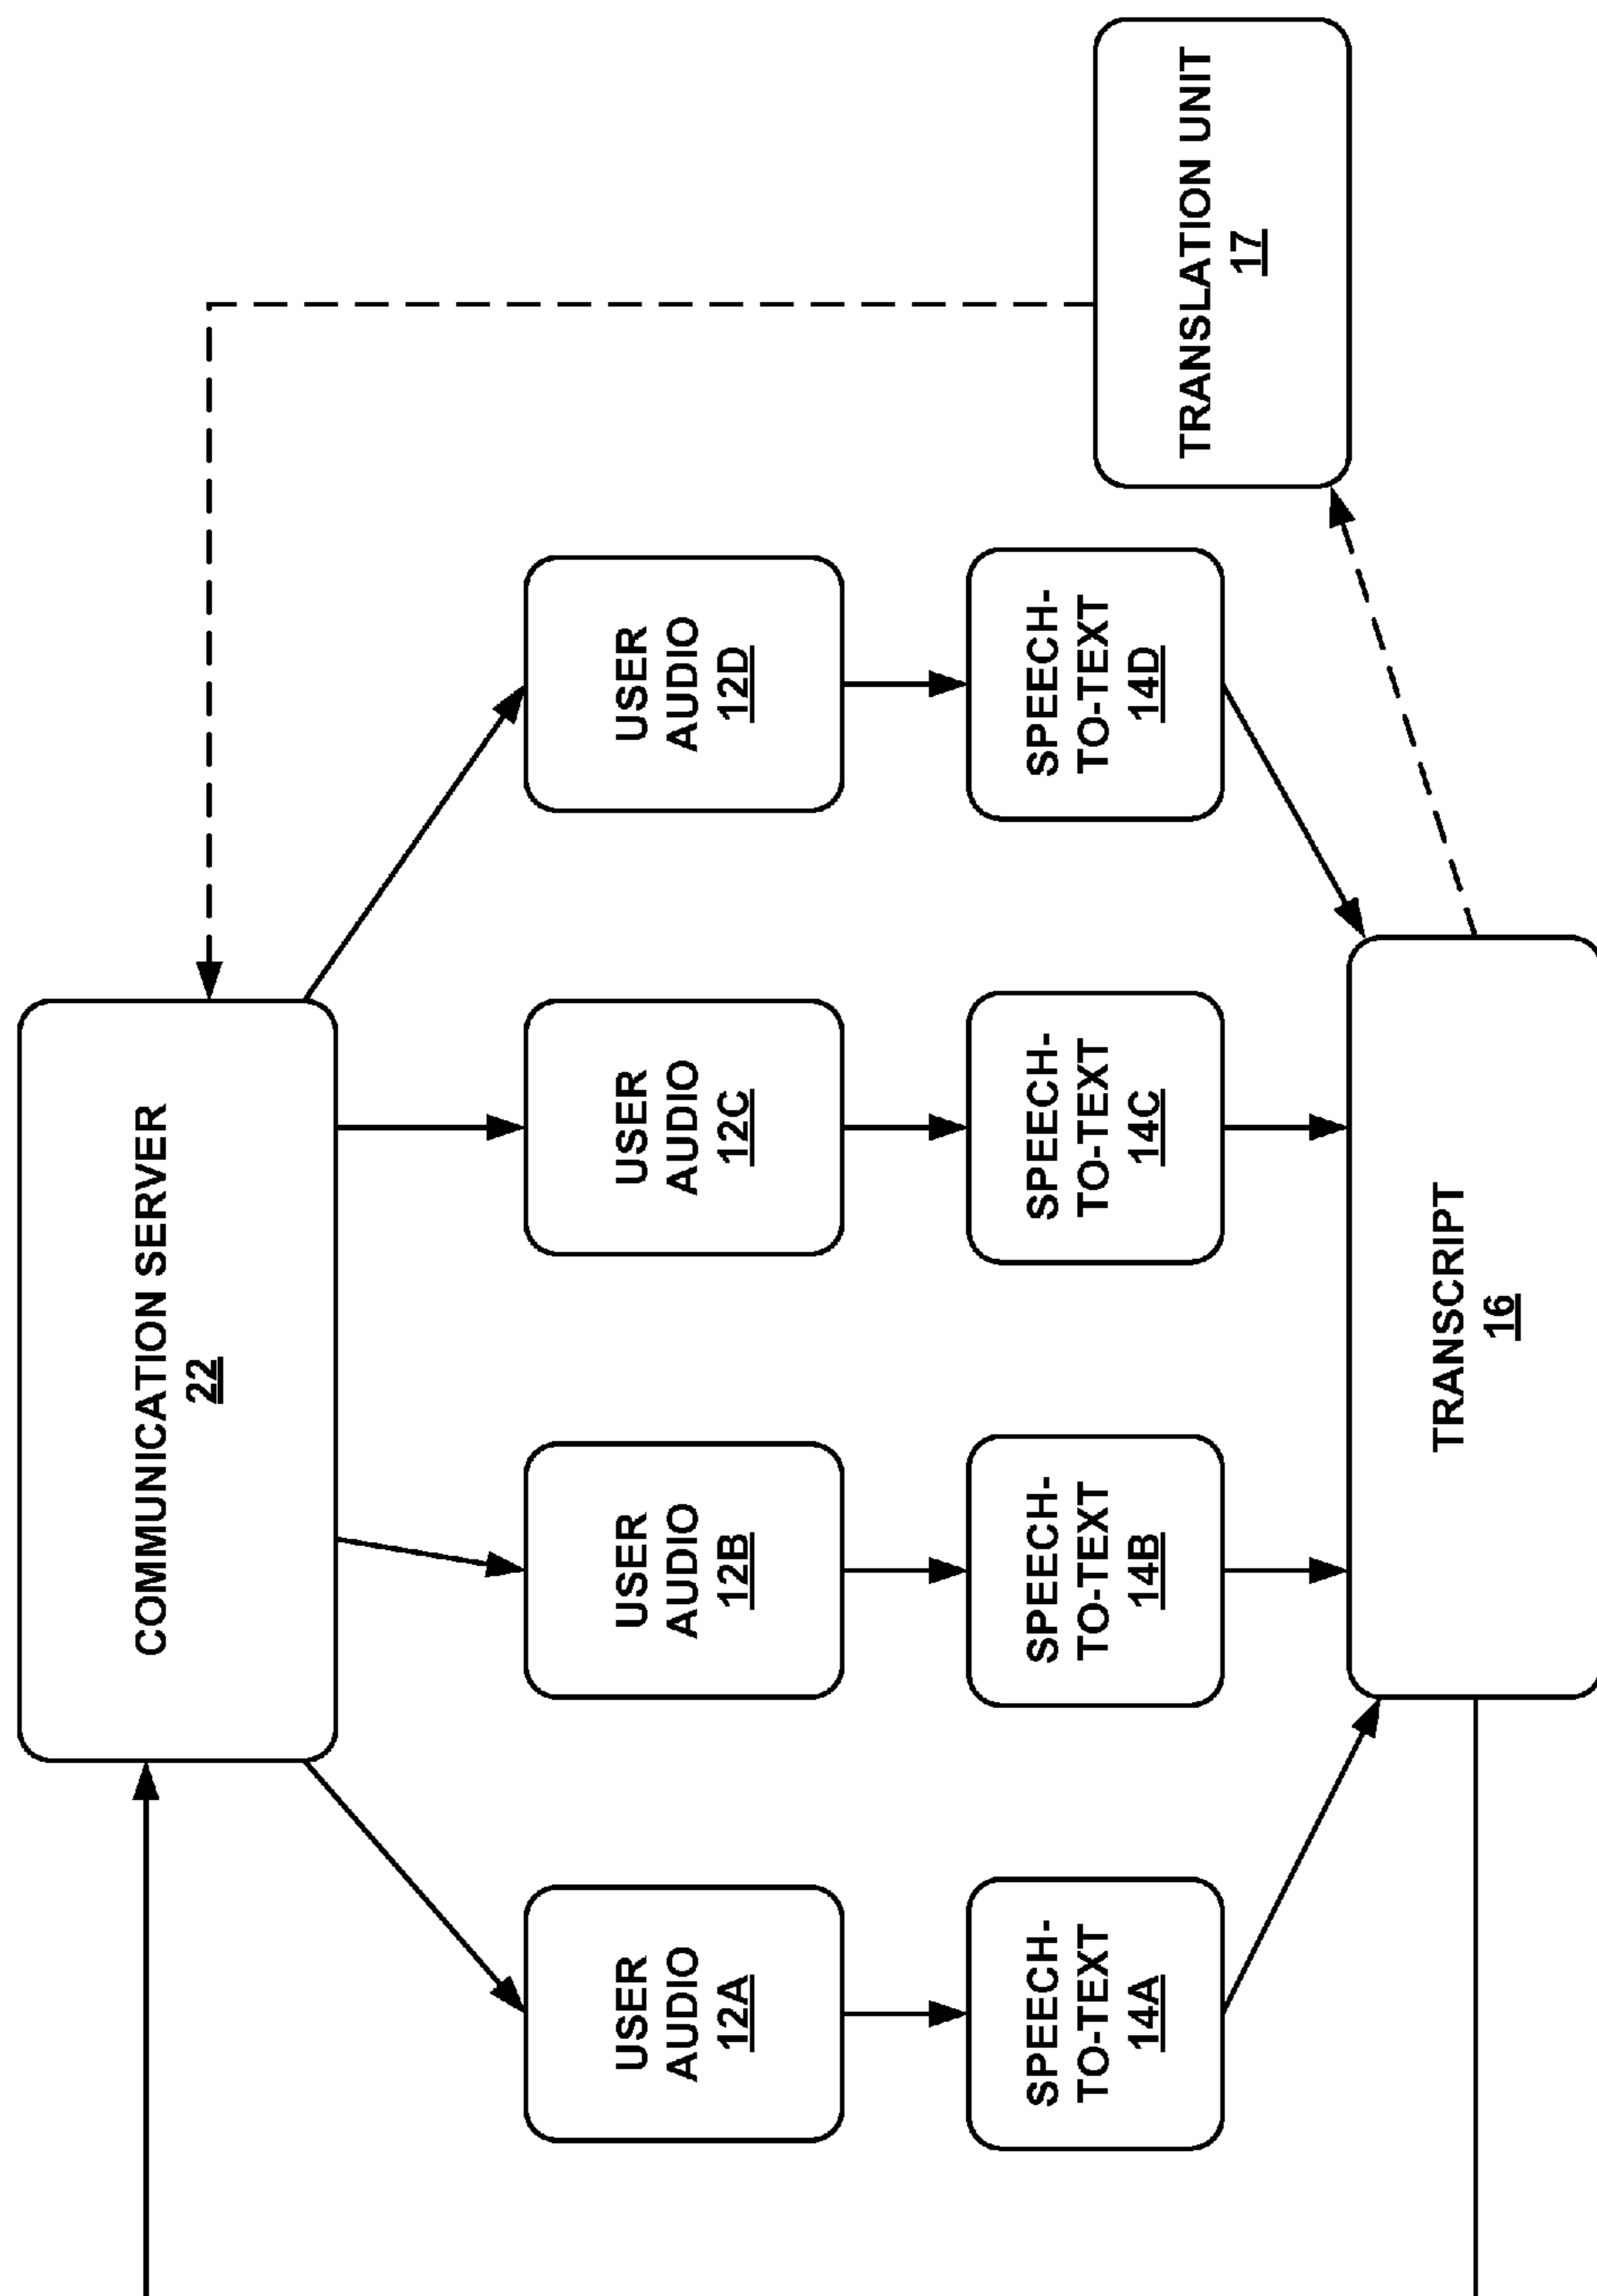 COMMUNICATION SERVER
22
USER
AUDIO
12A
USER
AUDIO
12B
USER
AUDIO
12C
USER
AUDIO
12D
SPEECH-
TO-TEXT
14A
SPEECH-
TO-TEXT
14B
SPEECH-
TO-TEXT
14C
SPEECH-
TO-TEXT
14D
TRANSCRIPT
16
TRANSLATION UNIT
17